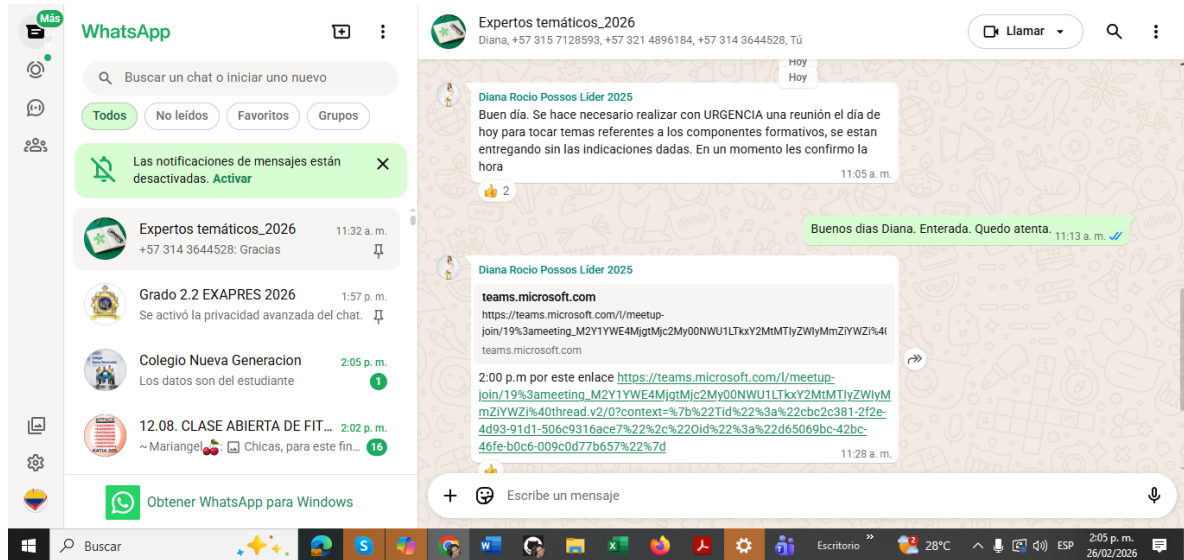 Más
WhatsApp
Buscar un chat o iniciar uno nuevo
Todos
No leídos
Favoritos
Grupos
Las notificaciones de mensajes están
desactivadas. Activar
Expertos temáticos_2026
11:32 a. m.
+57 314 3644528: Gracias
Grado 2.2 EXAPRES 2026
1:57 p. m.
Se activó la privacidad avanzada del chat.
Colegio Nueva Generacion
2:05 p. m.
Los datos son del estudiante
1
12.08. CLASE ABIERTA DE FIT...
2:02 p. m.
~ Mariangel🍒: Chicas, para este fin...
16
Obtener WhatsApp para Windows
Expertos temáticos_2026
Diana, +57 315 7128593, +57 321 4896184, +57 314 3644528, Tú
Llamar
Hoy
Hoy
Diana Rocio Possos Líder 2025
Buen día. Se hace necesario realizar con URGENCIA una reunión el día de
hoy para tocar temas referentes a los componentes formativos, se estan
entregando sin las indicaciones dadas. En un momento les confirmo la
hora
11:05 a. m.
👍 2
Buenos dias Diana. Enterada. Quedo atenta.
11:13 a. m.
Diana Rocio Possos Líder 2025
teams.microsoft.com
https://teams.microsoft.com/l/meetup-
join/19%3ameeting_M2Y1YWE4MjgtMjc2My00NWU1LTkxY2MtMTIyZWIyMmZiYWZi%40
teams.microsoft.com
2:00 p.m por este enlace https://teams.microsoft.com/l/meetup-
join/19%3ameeting_M2Y1YWE4MjgtMjc2My00NWU1LTkxY2MtMTIyZWIyM
mZiYWZi%40thread.v2/0?context=%7b%22Tid%22%3a%22cbc2c381-2f2e-
4d93-91d1-506c9316ace7%22%2c%22Oid%22%3a%22d65069bc-42bc-
46fe-b0c6-009c0d77b657%22%7d
11:28 a. m.
Escribe un mensaje
Buscar
Escritorio
28°C
ESP
2:05 p. m.
26/02/2026